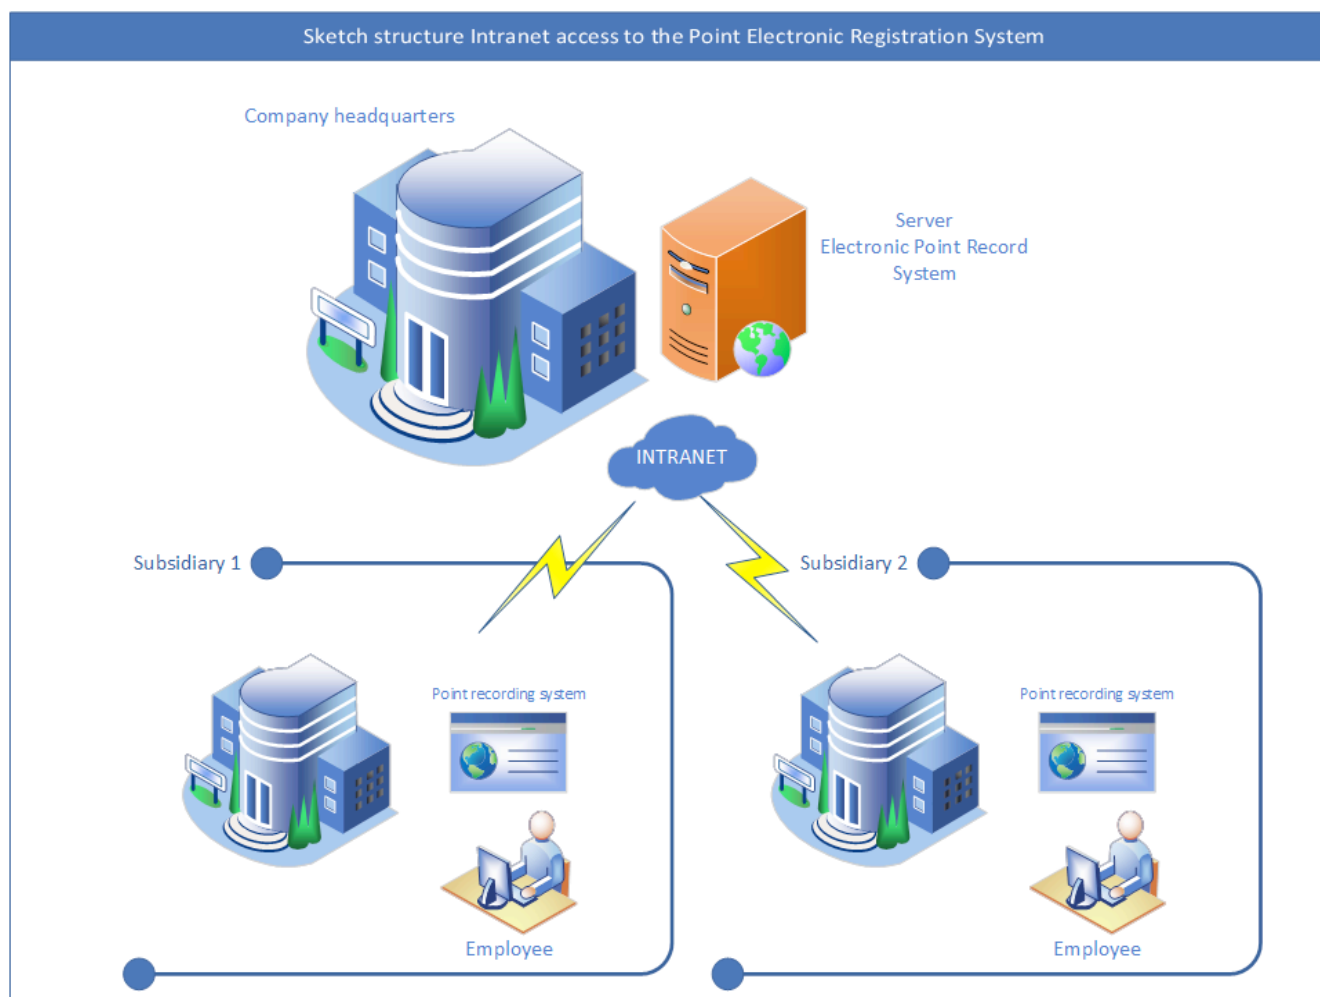 Sketch structure Intranet access to the Point Electronic Registration System
Company headquarters
Server
Electronic Point Record
System
INTRANET
Subsidiary 1
Subsidiary 2
Point recording system
Point recording system
Employee
Employee